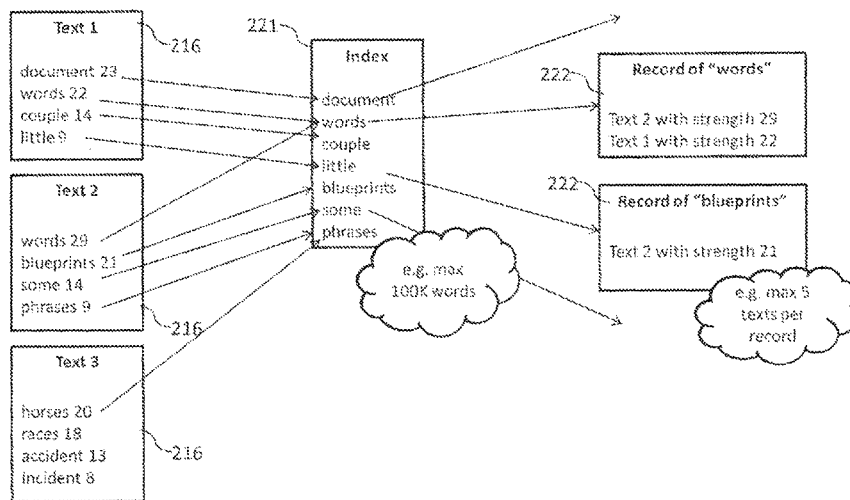 Text 1
216
document 23
words 22
couple 14
little 9
Text 2
words 29
blueprints 21
some 14
phrases 9
216
Text 3
horses 20
races 18
accident 13
incident 8
216
221
Index
document
words
couple
little
blueprints
some
phrases
e.g. max
100K words
222
Record of "words"
Text 2 with strength 29
Text 1 with strength 22
222
Record of "blueprints"
Text 2 with strength 21
e.g. max 5
texts per
record